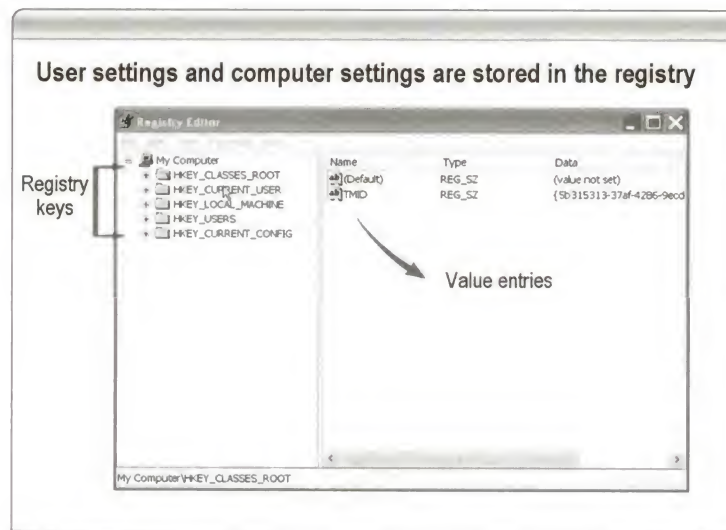 User settings and computer settings are stored in the registry
Registry Editor
My Computer
HKEY_CLASSES_ROOT
HKEY_CURRENT_USER
HKEY_LOCAL_MACHINE
HKEY_USERS
HKEY_CURRENT_CONFIG
Registry
keys
Name Type Data
(Default) REG_SZ (value not set)
TMID REG_SZ {5b315313-37af-4286-9ecd
Value entries
My Computer\HKEY_CLASSES_ROOT